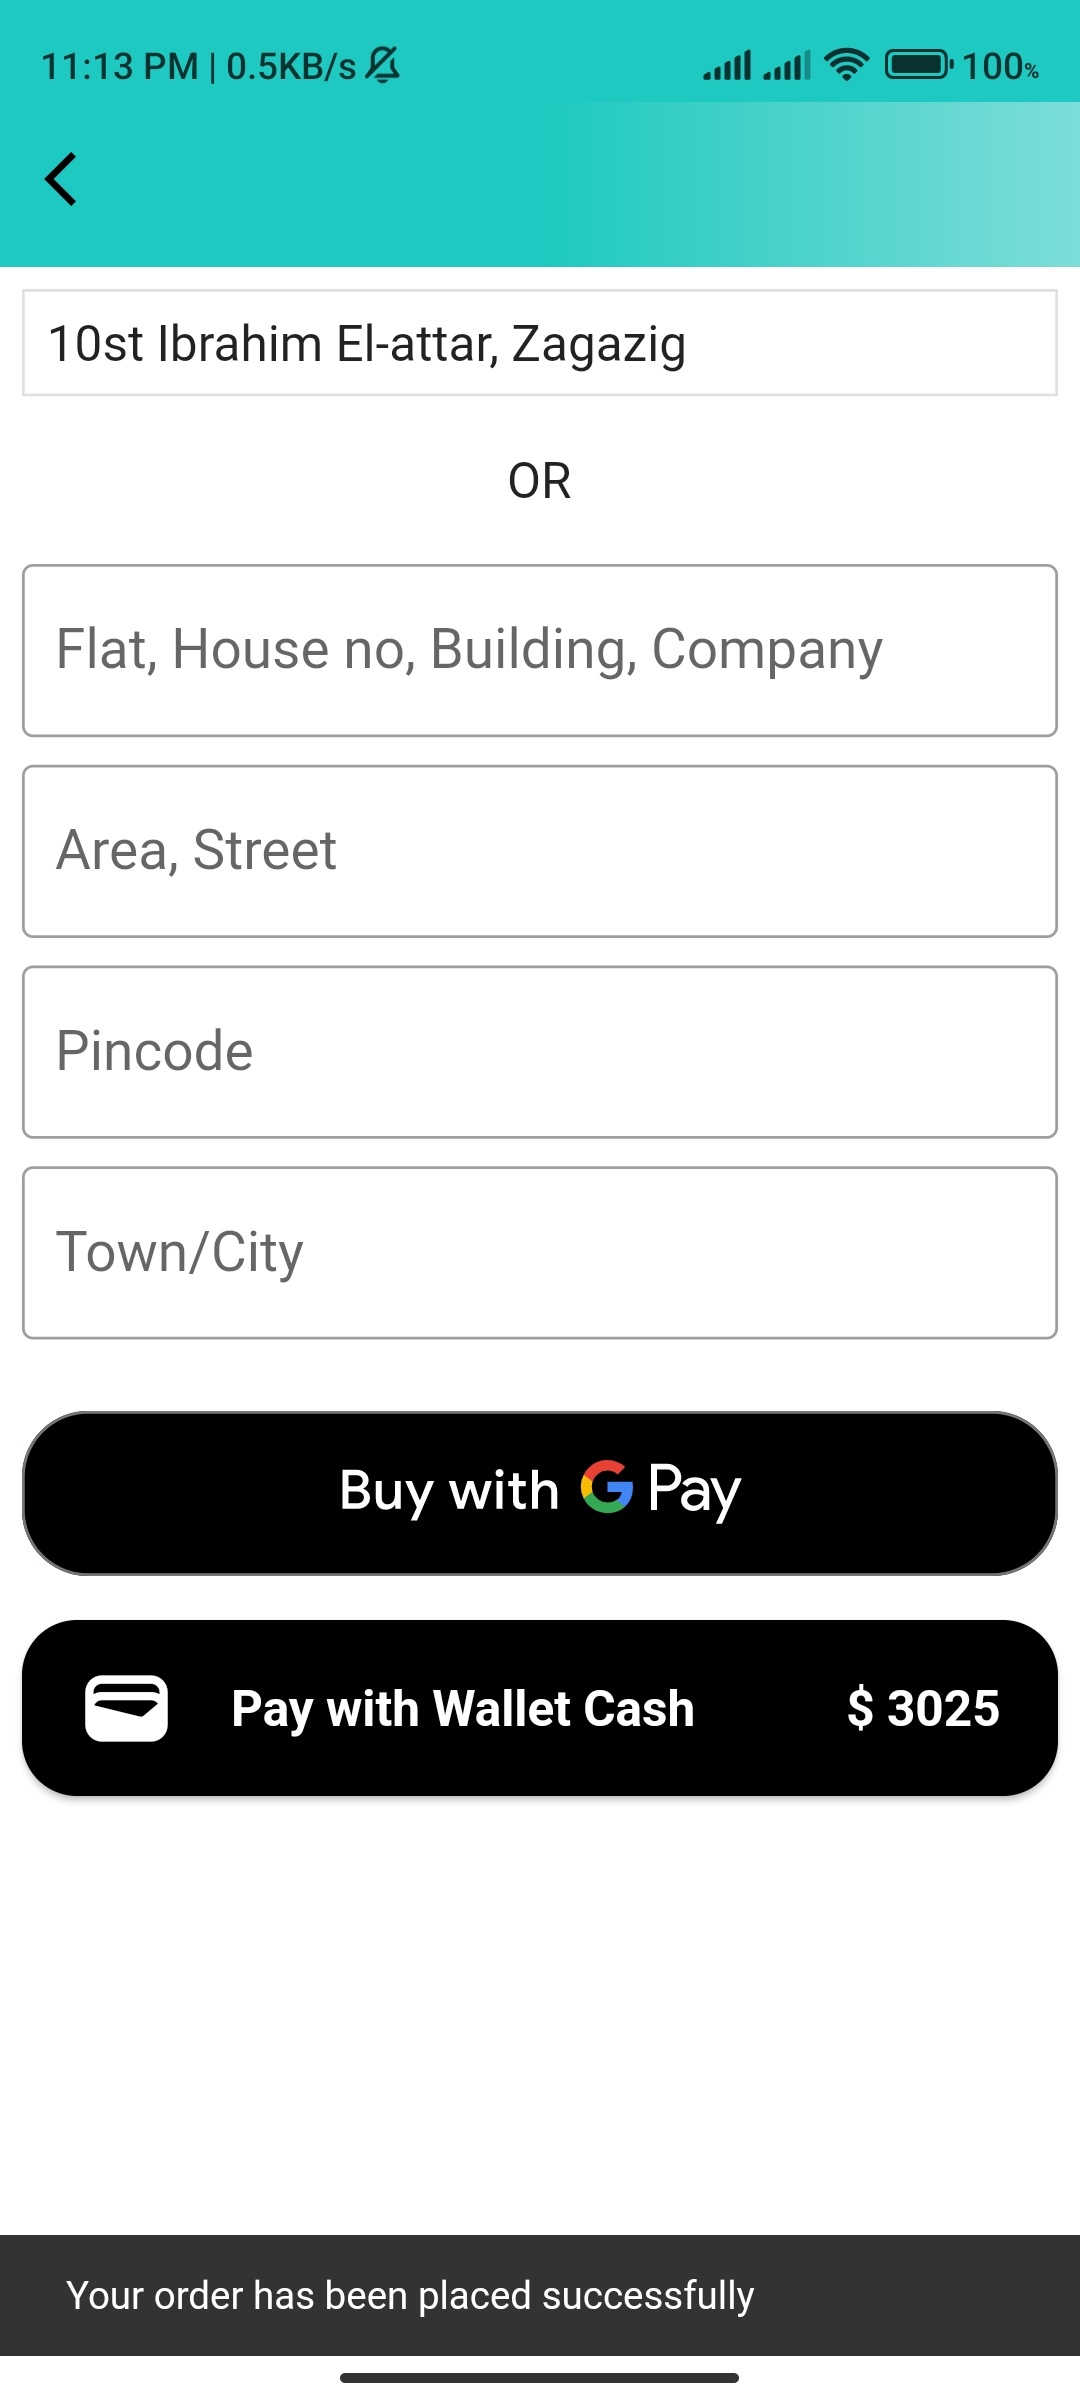 11:13 PM | 0.5KB/s 100%
10st Ibrahim El-attar, Zagazig
OR
Flat, House no, Building, Company
Area, Street
Pincode
Town/City
Buy with G Pay
Pay with Wallet Cash $ 3025
Your order has been placed successfully